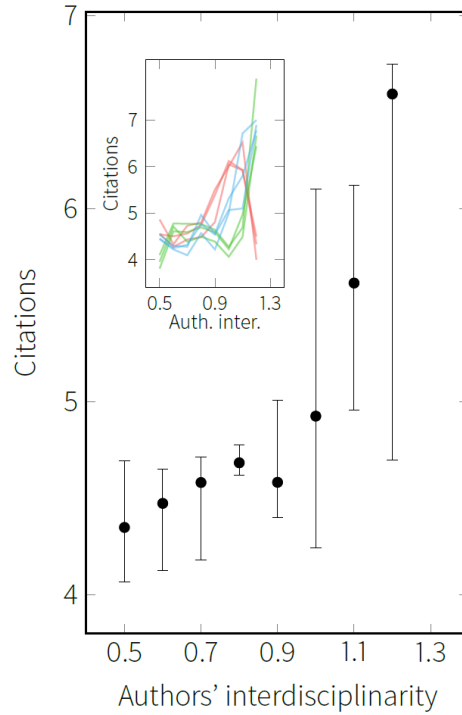 7
6
5
4
Citations
0.5 0.7 0.9 1.1 1.3
Authors' interdisciplinarity
7
6
5
4
Citations
0.5 0.9 1.3
Auth. inter.